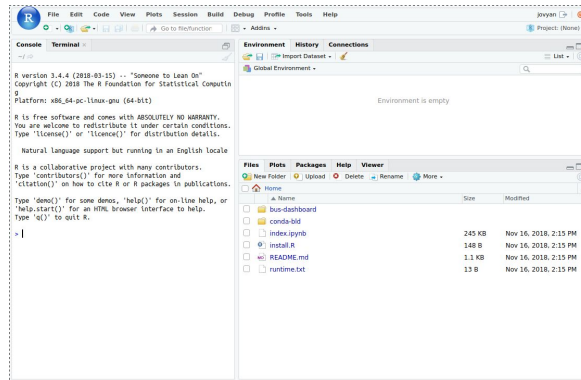 R File Edit Code View Plots Session Build Debug Profile Tools Help jovyan
Go to file/function Addins Project: (None)
Console Terminal
~/
R version 3.4.4 (2018-03-15) -- "Someone to Lean On"
Copyright (C) 2018 The R Foundation for Statistical Computin
g
Platform: x86_64-pc-linux-gnu (64-bit)
R is free software and comes with ABSOLUTELY NO WARRANTY.
You are welcome to redistribute it under certain conditions.
Type 'license()' or 'licence()' for distribution details.
Natural language support but running in an English locale
R is a collaborative project with many contributors.
Type 'contributors()' for more information and
'citation()' on how to cite R or R packages in publications.
Type 'demo()' for some demos, 'help()' for on-line help, or
'help.start()' for an HTML browser interface to help.
Type 'q()' to quit R.
>
Environment History Connections
Import Dataset List
Global Environment
Environment is empty
Files Plots Packages Help Viewer
New Folder Upload Delete Rename More
Home
Name Size Modified
bus-dashboard
conda-bld
index.ipynb 245 KB Nov 16, 2018, 2:15 PM
install.R 148 B Nov 16, 2018, 2:15 PM
README.md 1.1 KB Nov 16, 2018, 2:15 PM
runtime.txt 13 B Nov 16, 2018, 2:15 PM